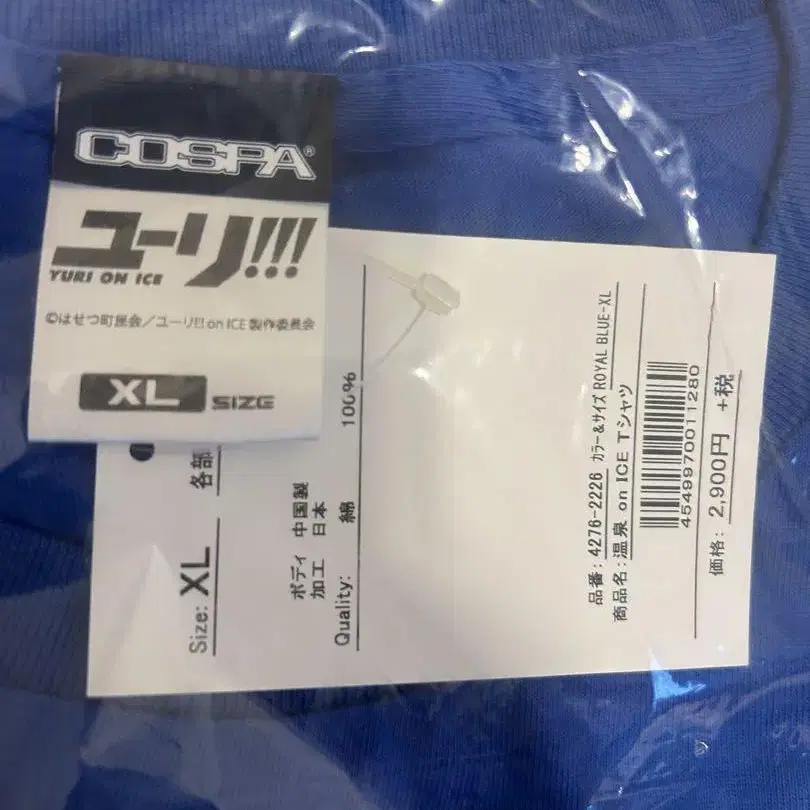 COSPA®
ユーリ!!!
YURI ON ICE
©はせつ町民会/ユーリ!!! on ICE 製作委員会
XL SIZE
Size: XL 各部
ボディ 中国製
加工 日本
Quality: 綿 100%
品番: 4276-2226 カラー&サイズ ROYAL BLUE-XL
商品名: 温泉 on ICE Tシャツ
4549970011280
価格: 2,900円 +税